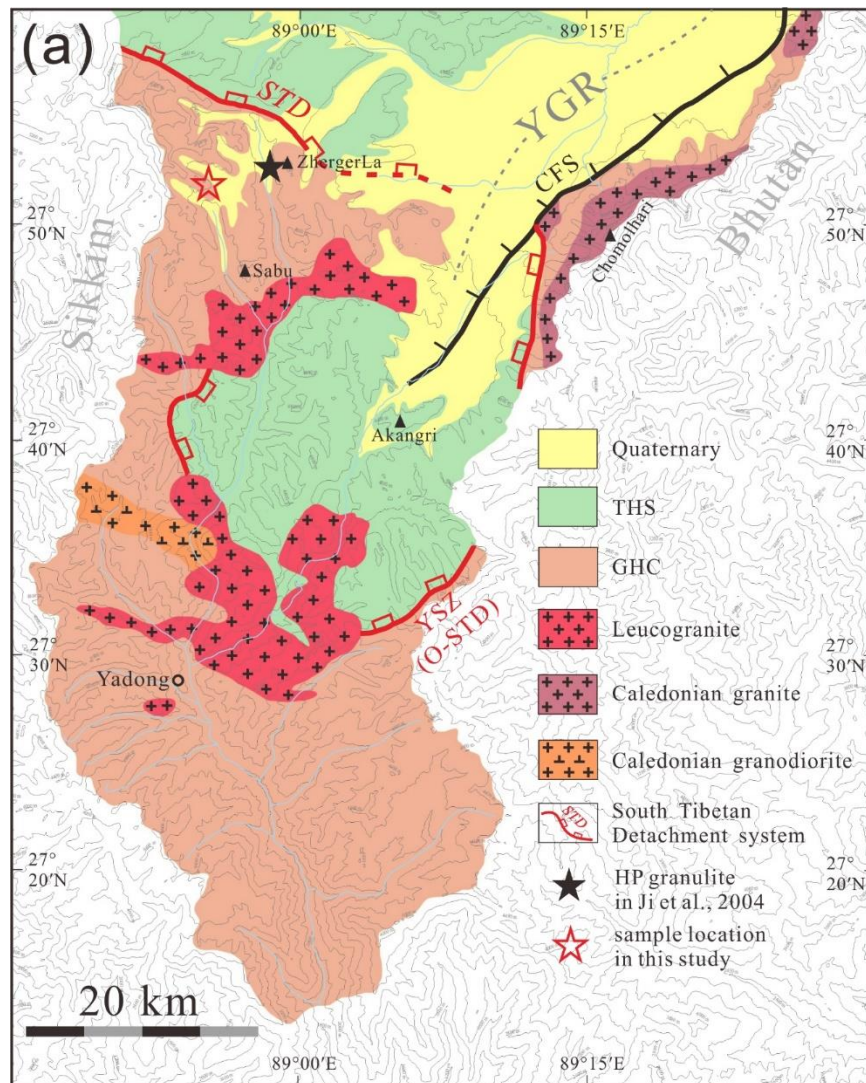 (a)
89°00′E
89°15′E
STD
YGR
ZhergerLa
CFS
Bhutan
27°
50′N
27°
50′N
Chomolhari
Sikkim
Sabu
Akangri
27°
40′N
27°
40′N
Quaternary
THS
GHC
YSZ
(O-STD)
Leucogranite
27°
30′N
27°
30′N
Yadong
Caledonian granite
Caledonian granodiorite
STD
South Tibetan
Detachment system
27°
20′N
27°
20′N
HP granulite
in Ji et al., 2004
sample location
in this study
20 km
89°00′E
89°15′E